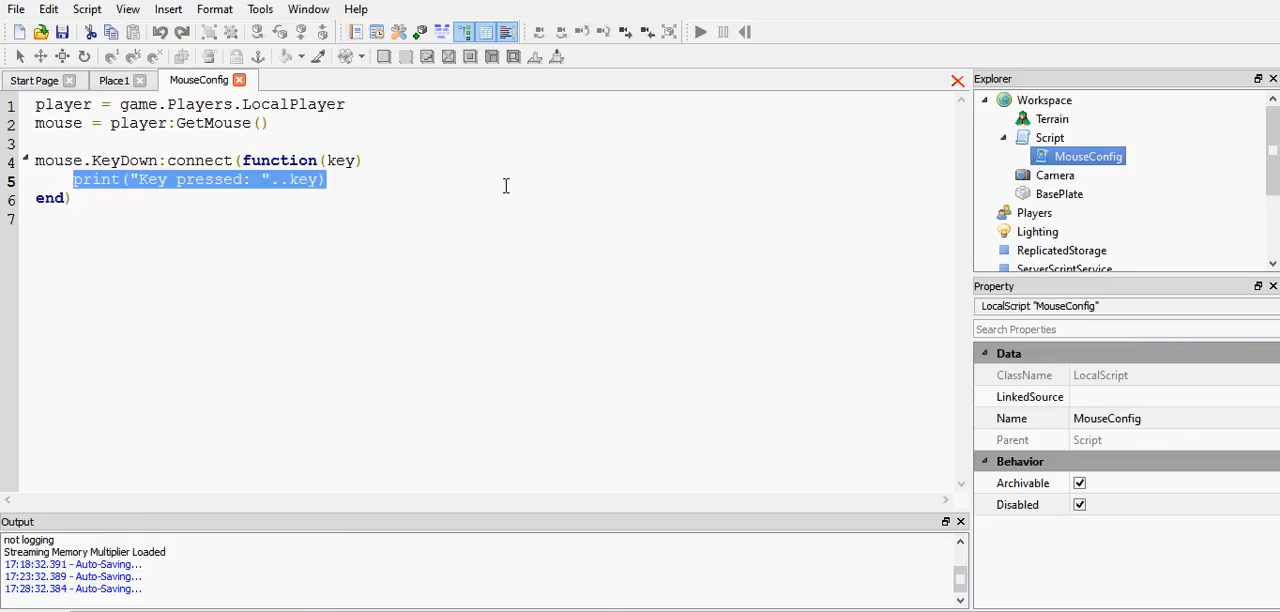 File Edit View Insert Format Tools Window Help
Script
Start Page Place1 MouseConfig
1 player = game.Players.LocalPlayer
2 mouse = player:GetMouse()
3
4 mouse.KeyDown:connect(function(key)
5 print("Key pressed: "..key)
6 end)
7
Explorer
Workspace
Terrain
Script
MouseConfig
Camera
BasePlate
Players
Lighting
ReplicatedStorage
ServerScriptService
Property
LocalScript "MouseConfig"
Search Properties
Data
ClassName LocalScript
LinkedSource
Name MouseConfig
Parent Script
Behavior
Archivable
Disabled
Output
not logging
Streaming Memory Multiplier Loaded
17:18:32.391 - Auto-Saving...
17:23:32.389 - Auto-Saving...
17:28:32.384 - Auto-Saving...